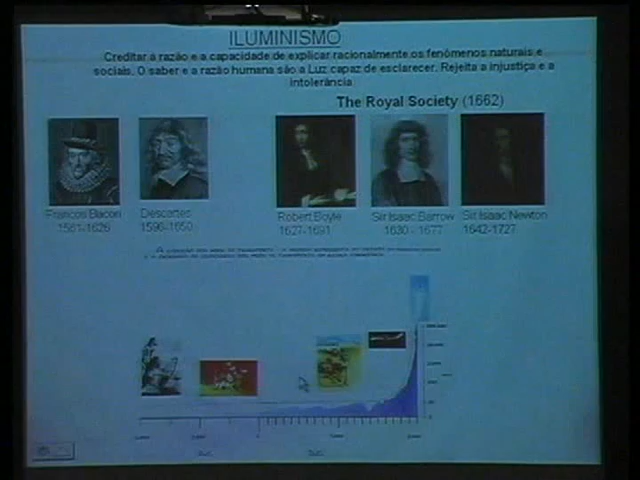 ILUMINISMO
Creditar à razão e a capacidade de explicar racionalmente os fenômenos naturais e
sociais. O saber e a razão humana são a Luz capaz de esclarecer. Rejeita a injustiça e a
intolerância
The Royal Society (1662)
Francos Bacon
1561-1626
Descartes
1596-1650
Robert Boyle
1627-1691
Sir Isaac Barrow
1630 - 1677
Sir Isaac Newton
1642-1727